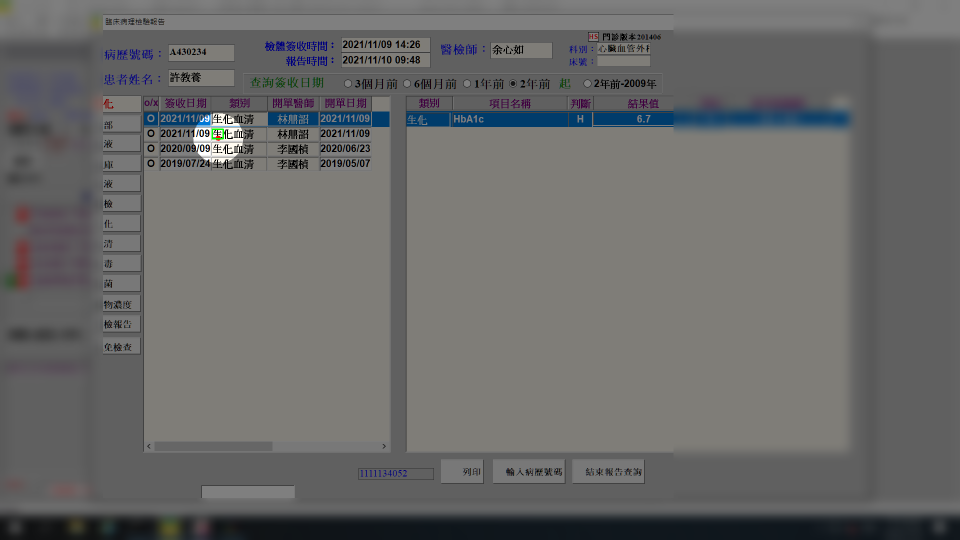 臨床病理檢驗報告
HS 門診版本201406
病歷號碼： A430234 檢體簽收時間： 2021/11/09 14:26 醫檢師： 余心如 科別： 心臟血管外科
報告時間： 2021/11/10 09:48 床號：
患者姓名： 許教養 查詢簽收日期 3個月前 6個月前 1年前 2年前 起 2年前-2009年
化 o/x 簽收日期 類別 開單醫師 開單日期 類別 項目名稱 判斷 結果值
O 2021/11/09 生化血清 林鼎韶 2021/11/09 生化 HbA1c H 6.7
部 O 2021/11/09 生化血清 林鼎韶 2021/11/09
液 O 2020/09/09 生化血清 李國楨 2020/06/23
庫 O 2019/07/24 生化血清 李國楨 2019/05/07
液
檢
化
清
毒
菌
物濃度
檢報告
免檢查
1111134052 列印 輸入病歷號碼 結束報告查詢